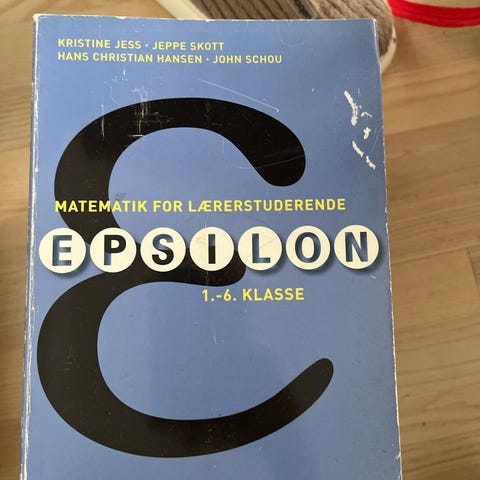 KRISTINE JESS · JEPPE SKOTT
HANS CHRISTIAN HANSEN · JOHN SCHOU
MATEMATIK FOR LÆRERSTUDERENDE
EPSILON
1.-6. KLASSE